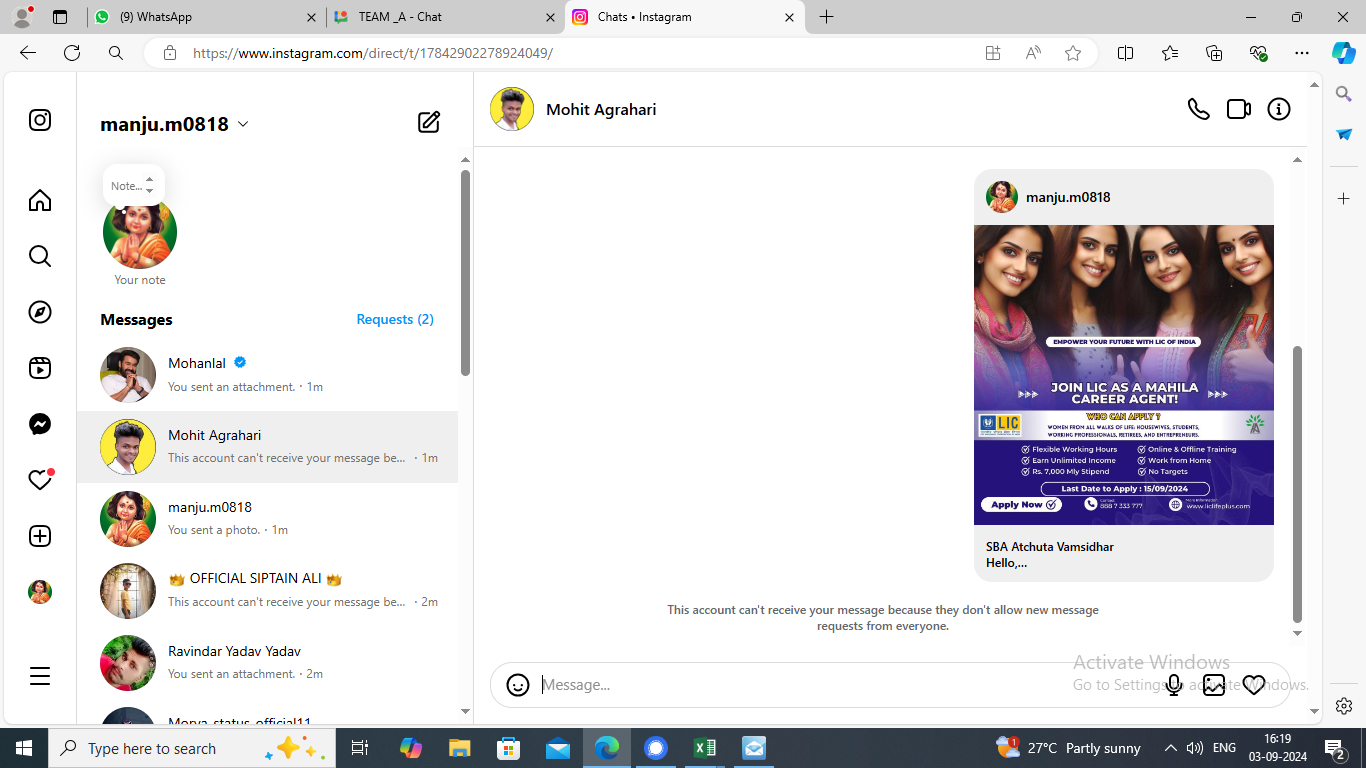 (9) WhatsApp
TEAM _A - Chat
Chats • Instagram
https://www.instagram.com/direct/t/17842902278924049/
manju.m0818
Note...
Your note
Messages
Requests (2)
Mohanlal
You sent an attachment. · 1m
Mohit Agrahari
This account can't receive your message be... · 1m
manju.m0818
You sent a photo. · 1m
👑 OFFICIAL SIPTAIN ALI 👑
This account can't receive your message be... · 2m
Ravindar Yadav Yadav
You sent an attachment. · 2m
Morya_status_official11
Mohit Agrahari
manju.m0818
EMPOWER YOUR FUTURE WITH LIC OF INDIA
JOIN LIC AS A MAHILA
CAREER AGENT!
WHO CAN APPLY ?
LIC
WOMEN FROM ALL WALKS OF LIFE: HOUSEWIVES, STUDENTS,
WORKING PROFESSIONALS, RETIREES, AND ENTREPRENEURS.
Flexible Working Hours
Online & Offline Training
Earn Unlimited Income
Work from Home
Rs. 7,000 Mly Stipend
No Targets
Last Date to Apply : 15/09/2024
Apply Now
Contact
888 7 333 777
More Information
www.liclifeplus.com
SBA Atchuta Vamsidhar
Hello,...
This account can't receive your message because they don't allow new message
requests from everyone.
Message...
Activate Windows
Go to Settings to activate Windows.
Type here to search
1
27°C Partly sunny
ENG
16:19
03-09-2024
2